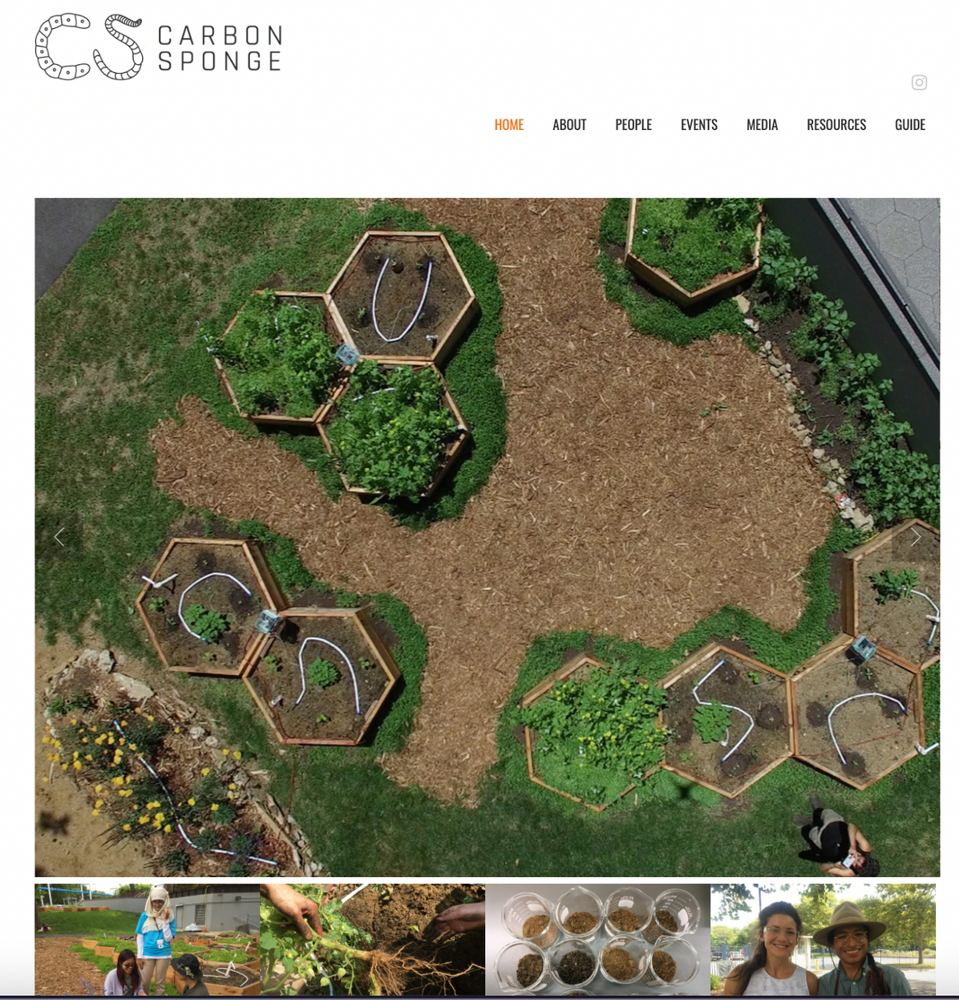 CS CARBON
SPONGE
HOME ABOUT PEOPLE EVENTS MEDIA RESOURCES GUIDE